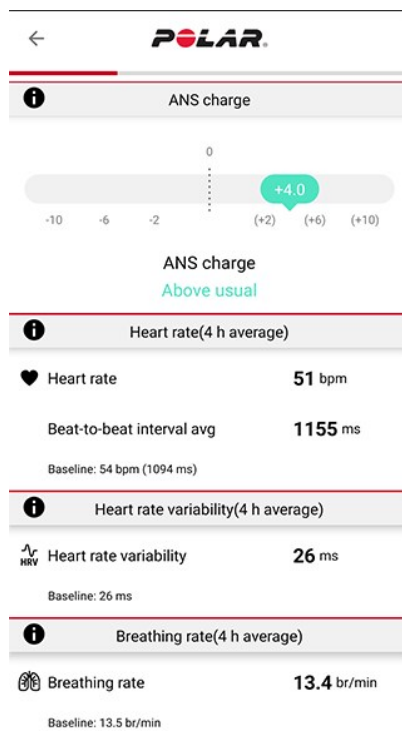 POLAR.
ANS charge
0
+4.0
-10 -6 -2 (+2) (+6) (+10)
ANS charge
Above usual
Heart rate(4 h average)
Heart rate 51 bpm
Beat-to-beat interval avg 1155 ms
Baseline: 54 bpm (1094 ms)
Heart rate variability(4 h average)
HRV Heart rate variability 26 ms
Baseline: 26 ms
Breathing rate(4 h average)
Breathing rate 13.4 br/min
Baseline: 13.5 br/min